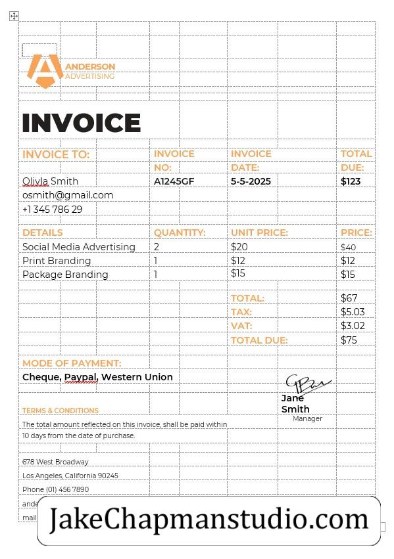 ANDERSON
ADVERTISING
INVOICE
INVOICE TO: INVOICE NO: INVOICE DATE: TOTAL DUE:
Olivla Smith A1245GF 5-5-2025 $123
osmith@gmail.com
+1 345 786 29
DETAILS QUANTITY: UNIT PRICE: PRICE:
Social Media Advertising 2 $20 $40
Print Branding 1 $12 $12
Package Branding 1 $15 $15
TOTAL: $67
TAX: $5.03
VAT: $3.02
TOTAL DUE: $75
MODE OF PAYMENT:
Cheque, Paypal, Western Union
Jane
Smith
Manager
TERMS & CONDITIONS
The total amount reflected on this invoice, shall be paid within
10 days from the date of purchase.
678 West Broadway
Los Angeles, California 90245
Phone (01) 456 7890
JakeChapmanstudio.com